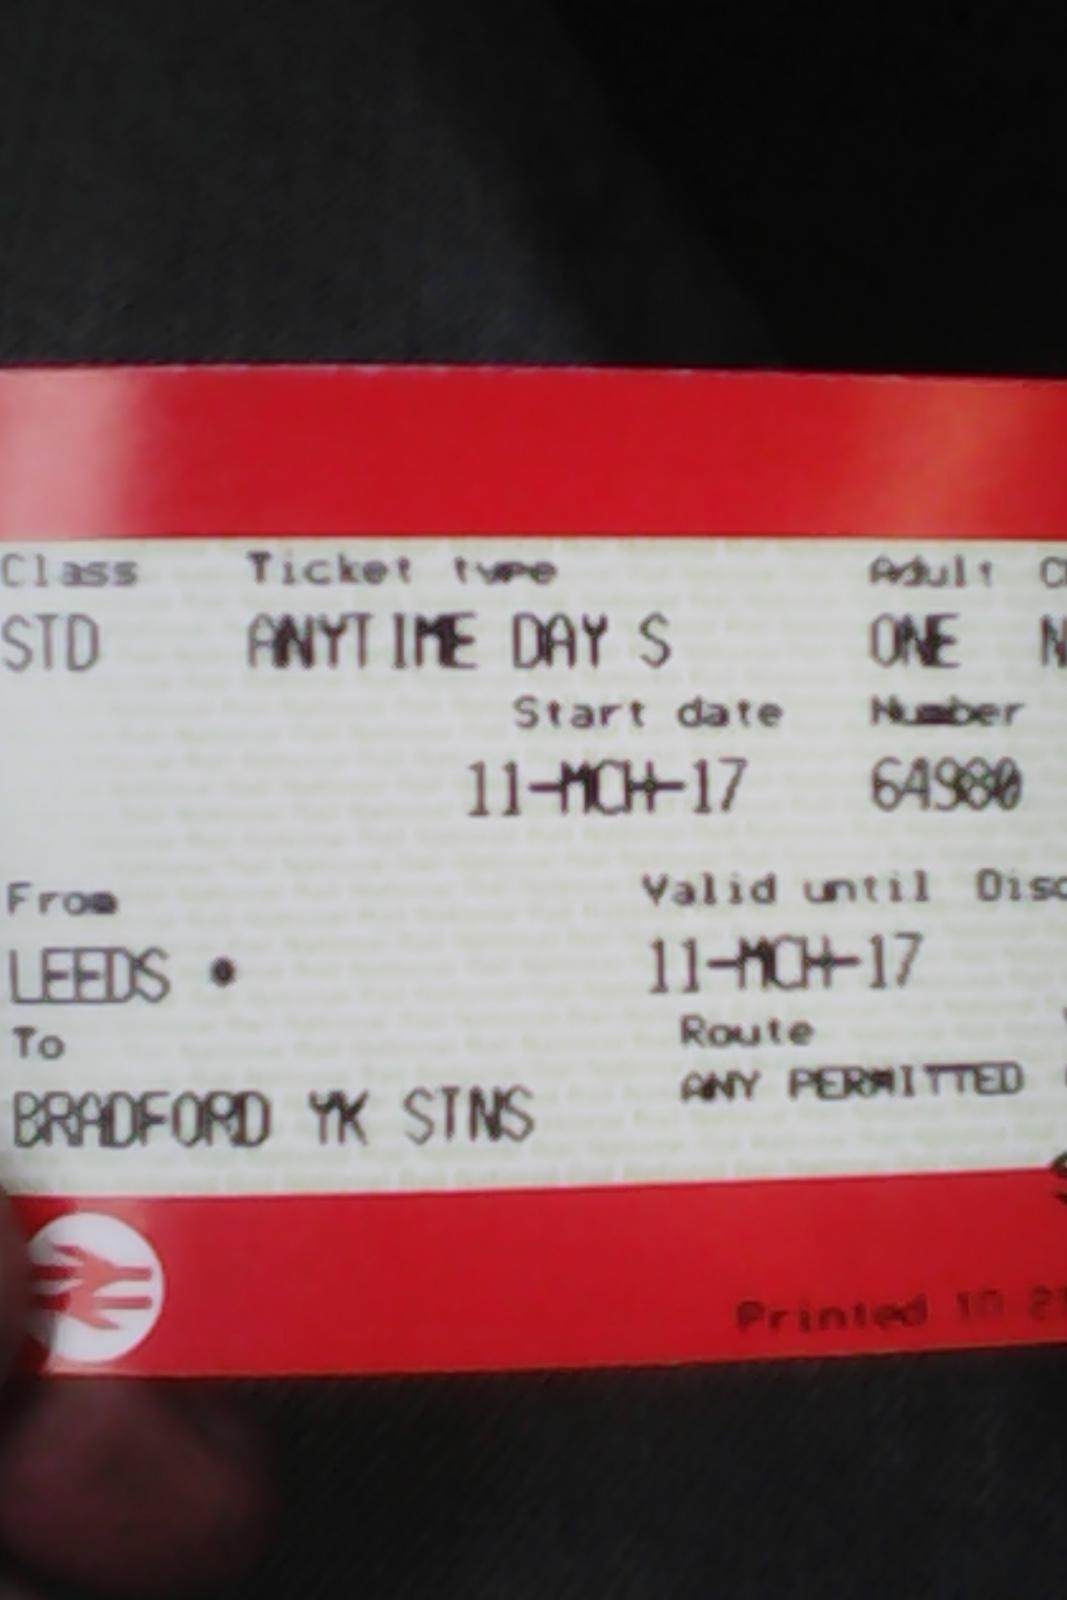 Class Ticket type Adult
STD ANYTIME DAY S ONE
Start date Number
11-MCH-17 64980
From Valid until
LEEDS • 11-MCH-17
To Route
BRADFORD YK STNS ANY PERMITTED
Printed